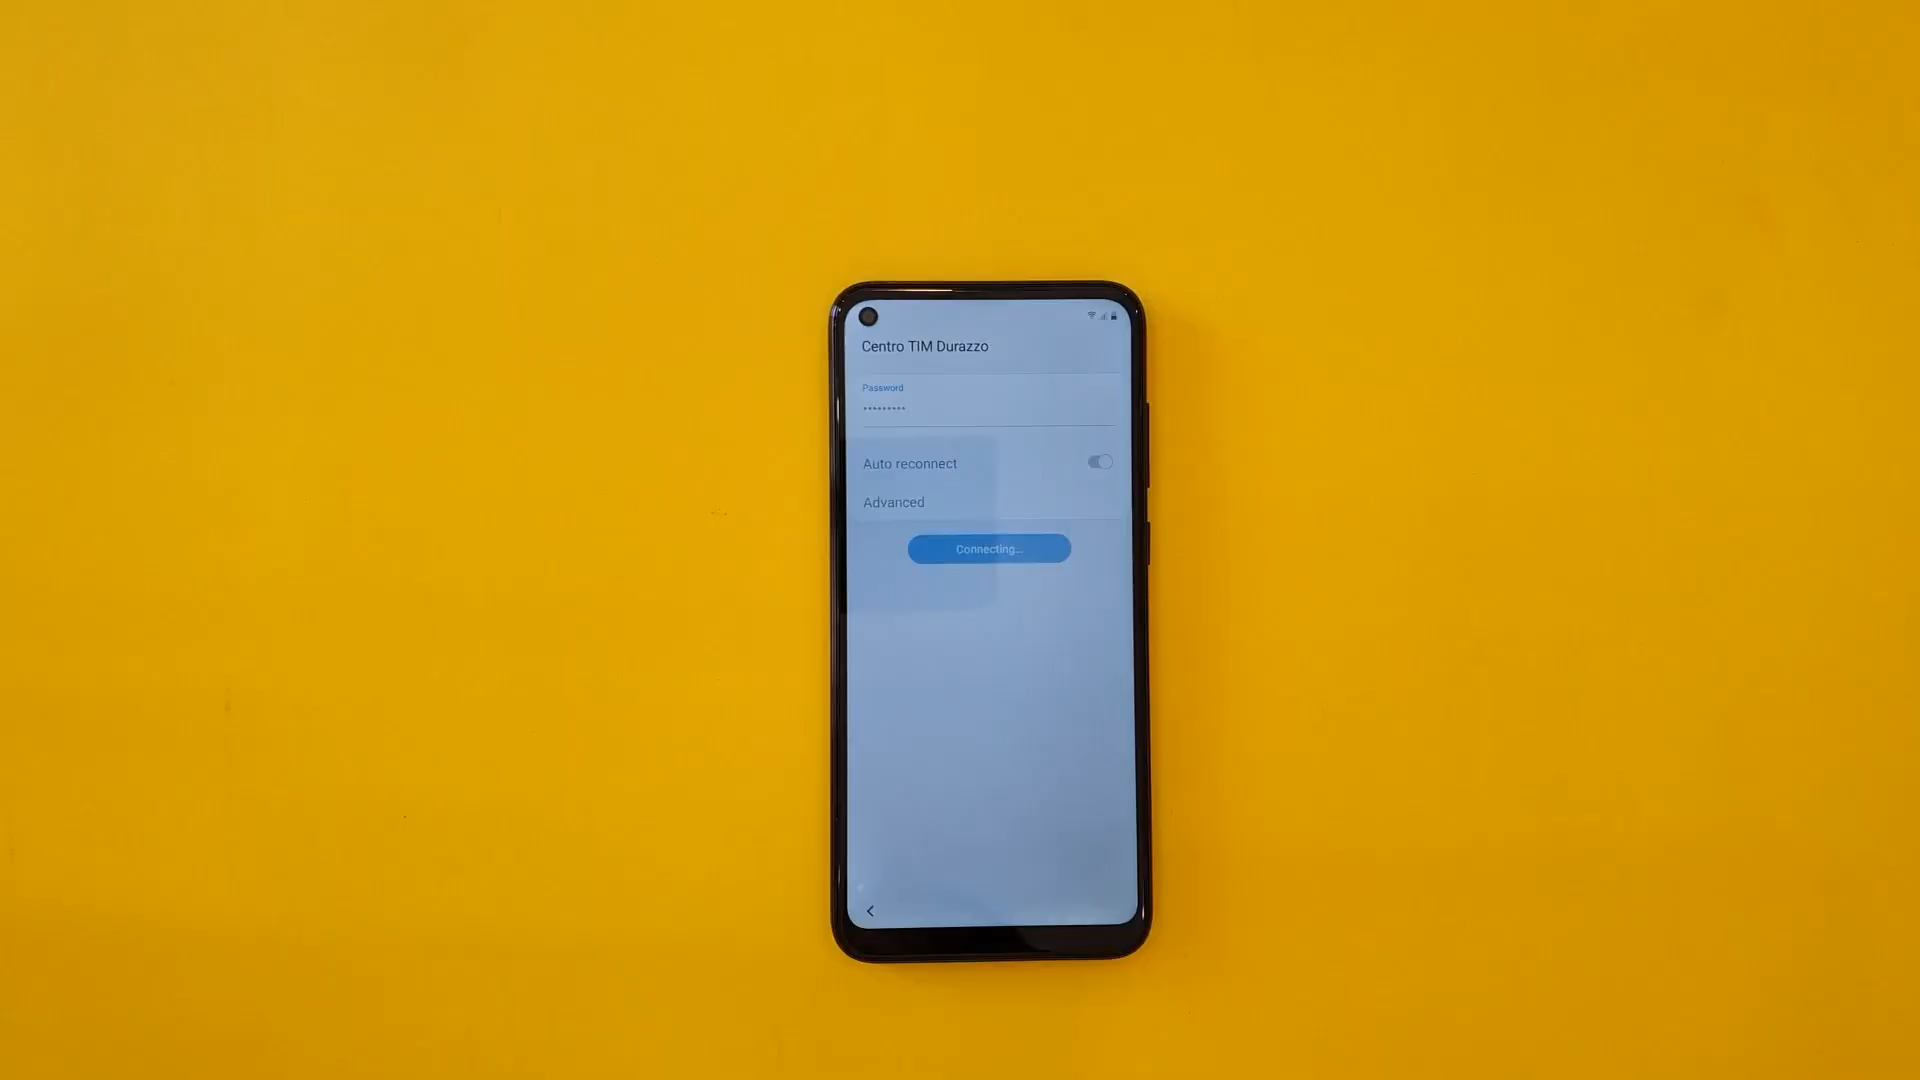 Centro TIM Durazzo
Password
•••••••••
Auto reconnect
Advanced
Connecting...